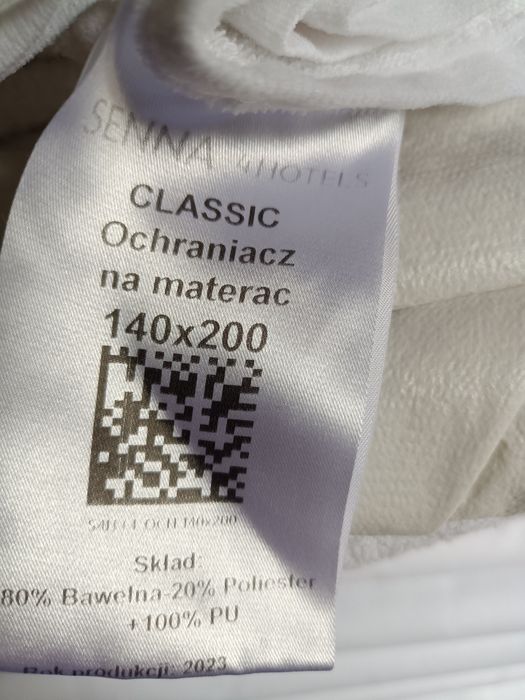 SENNA 4HOTELS
CLASSIC
Ochraniacz
na materac
140x200
Skład:
80% Bawełna-20% Poliester
+100% PU
Rok produkcji: 2023